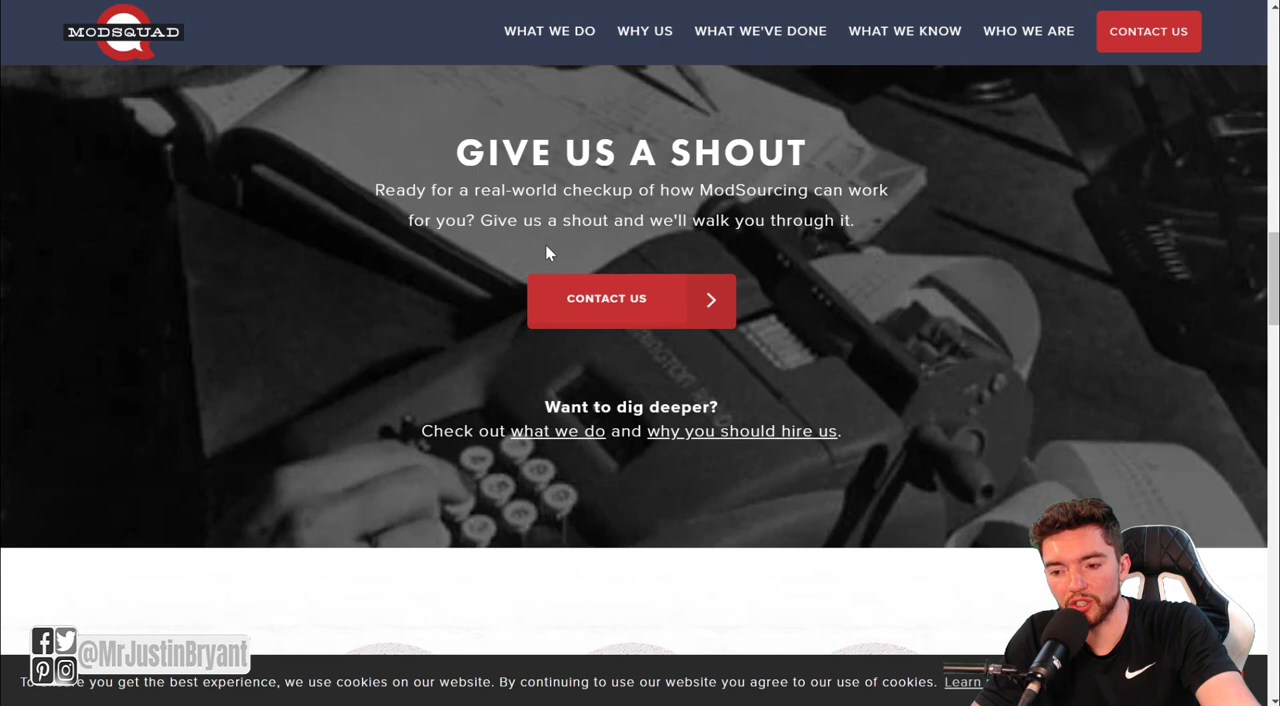 MODSQUAD
WHAT WE DO WHY US WHAT WE'VE DONE WHAT WE KNOW WHO WE ARE CONTACT US
GIVE US A SHOUT
Ready for a real-world checkup of how ModSourcing can work
for you? Give us a shout and we'll walk you through it.
CONTACT US
Want to dig deeper?
Check out what we do and why you should hire us.
@MrJustinBryant
you get the best experience, we use cookies on our website. By continuing to use our website you agree to our use of cookies. Learn